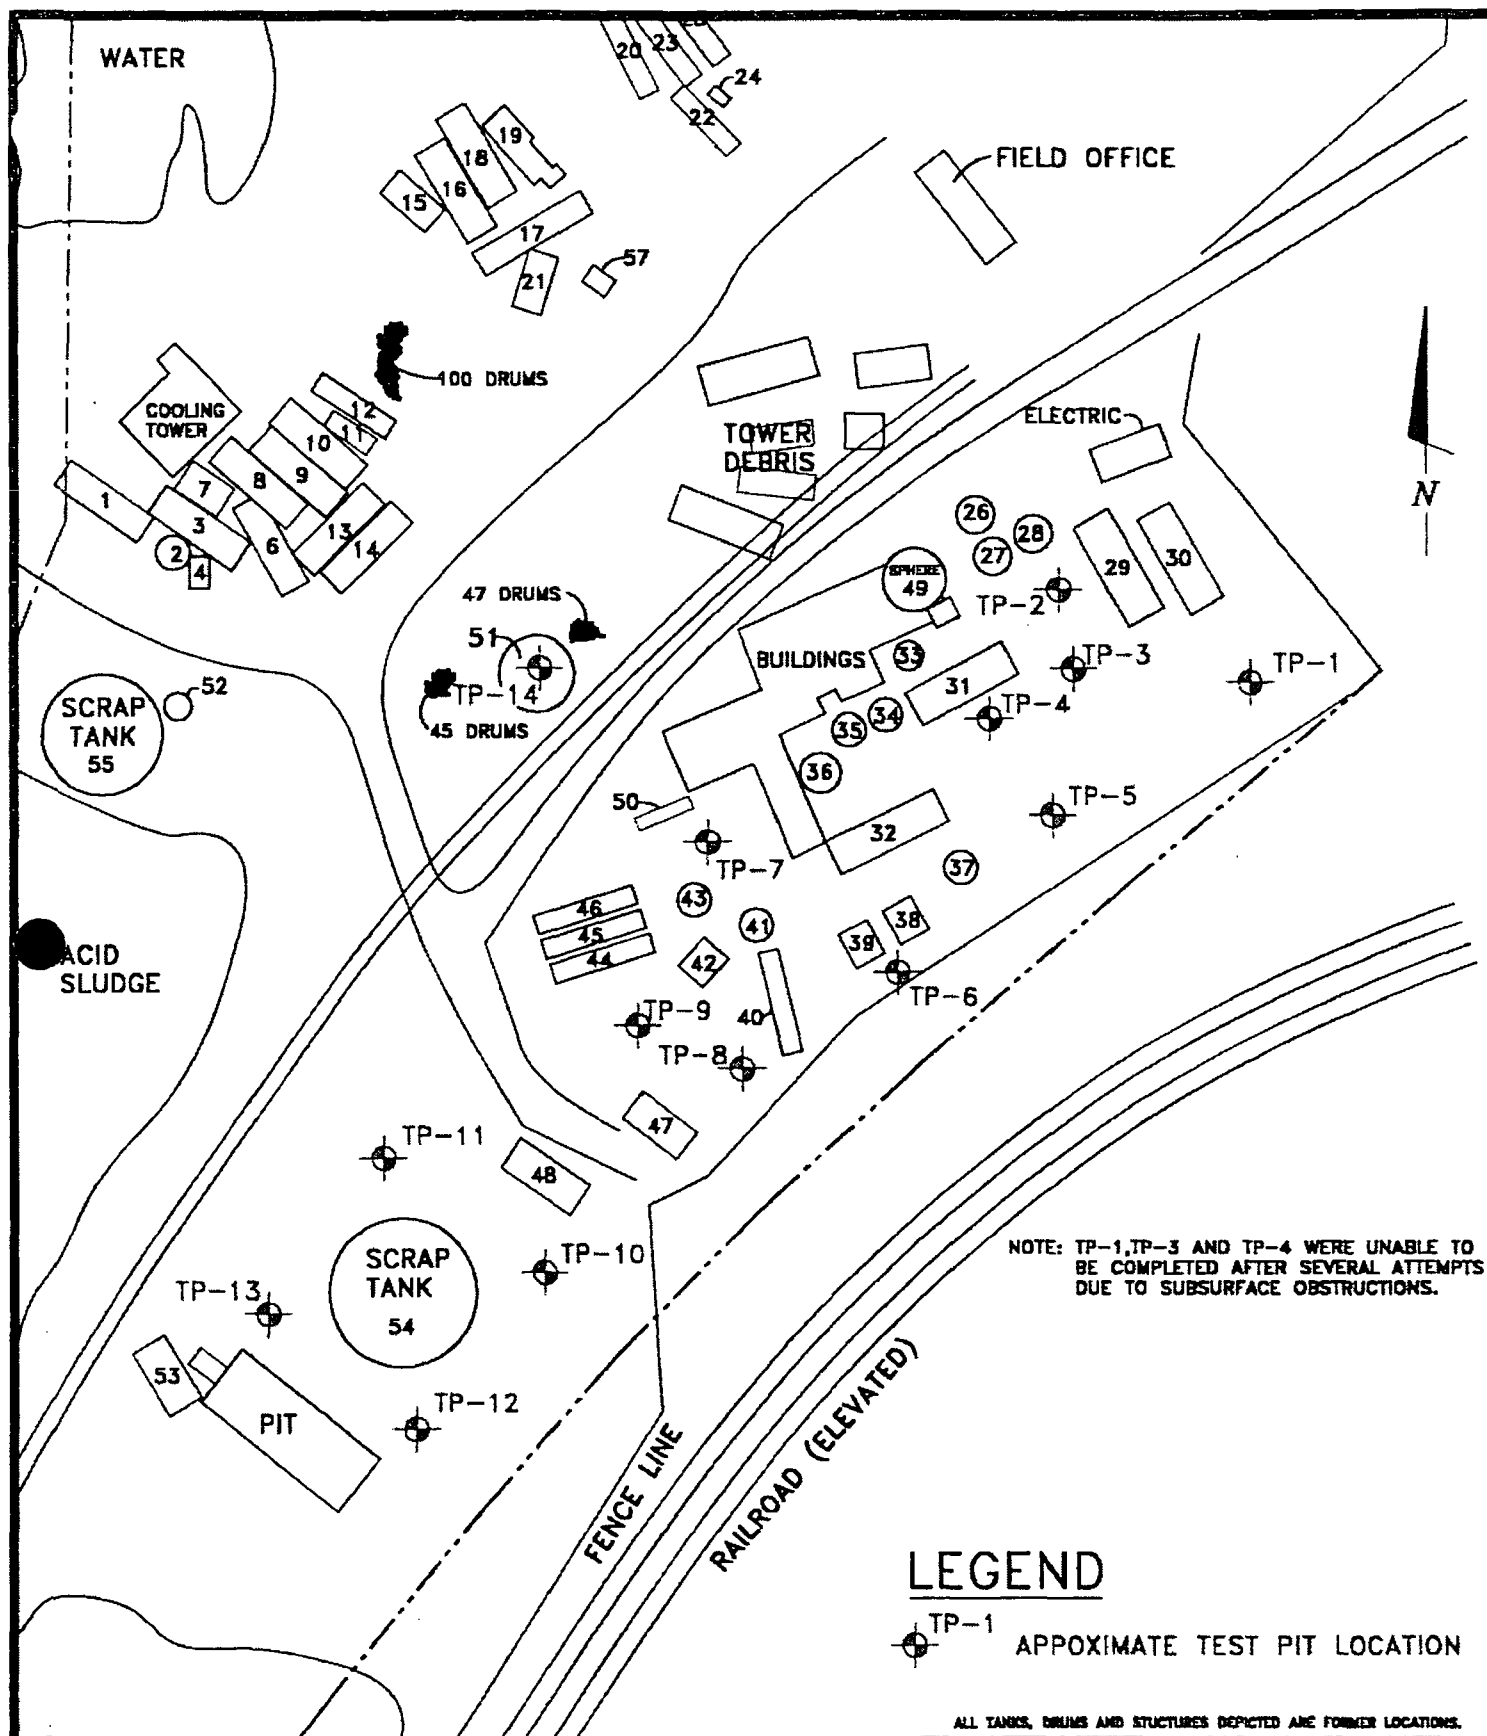 WATER
20
23
24
22
19
18
16
15
17
21
57
FIELD OFFICE
100 DRUMS
COOLING
TOWER
12
11
10
9
8
7
1
3
2
4
6
13
14
TOWER
DEBRIS
ELECTRIC
N
26
28
27
29
30
SPHERE
49
TP-2
47 DRUMS
51
TP-14
45 DRUMS
BUILDINGS
33
31
TP-3
TP-1
TP-4
34
35
36
52
SCRAP
TANK
55
50
32
TP-5
TP-7
37
43
41
46
45
44
42
39
38
TP-6
40
ACID
SLUDGE
TP-9
TP-8
47
TP-11
48
TP-10
SCRAP
TANK
54
TP-13
53
PIT
TP-12
NOTE: TP-1,TP-3 AND TP-4 WERE UNABLE TO
BE COMPLETED AFTER SEVERAL ATTEMPTS
DUE TO SUBSURFACE OBSTRUCTIONS.
FENCE LINE
RAILROAD (ELEVATED)
LEGEND
TP-1
APPOXIMATE TEST PIT LOCATION
ALL TANKS, DRUMS AND STUCTURES DEPICTED ARE FORMER LOCATIONS.